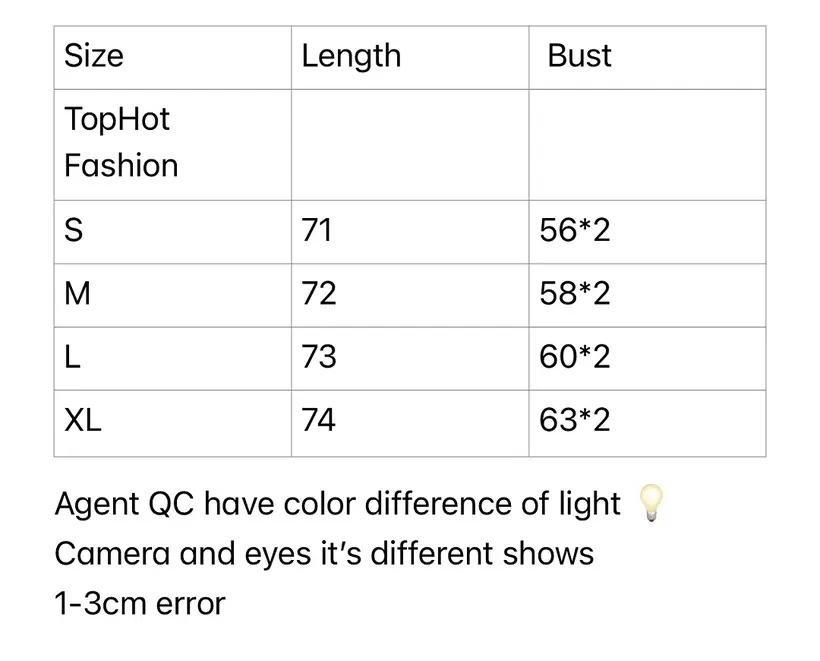 Size Length Bust
TopHot
Fashion
S 71 56*2
M 72 58*2
L 73 60*2
XL 74 63*2
Agent QC have color difference of light 💡
Camera and eyes it’s different shows
1-3cm error